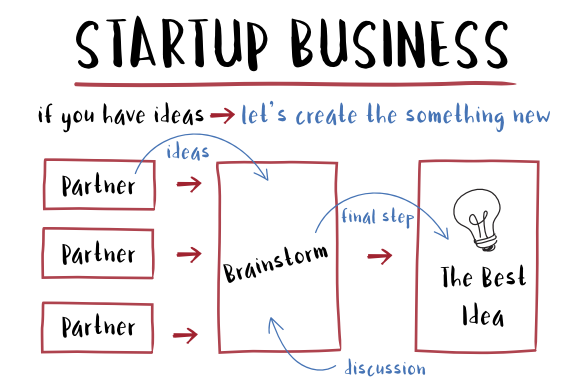 STARTUP BUSINESS
if you have ideas → let's create the something new
ideas
Partner
Partner
Partner
Brainstorm
final step
The Best
Idea
discussion